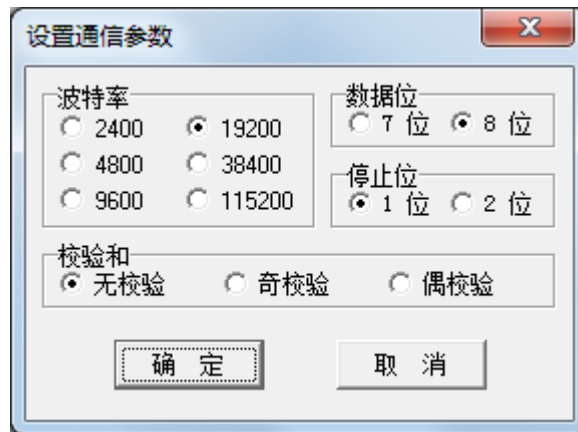 设置通信参数
波特率
2400 19200
4800 38400
9600 115200
数据位
7 位 8 位
停止位
1 位 2 位
校验和
无校验 奇校验 偶校验
确 定 取 消